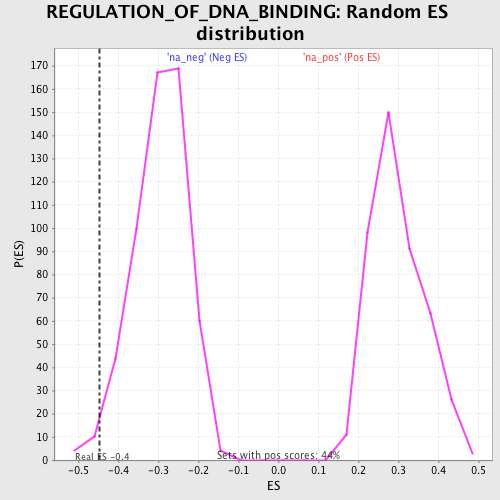 REGULATION_OF_DNA_BINDING: Random ES
distribution
'na_neg' (Neg ES)
'na_pos' (Pos ES)
170
160
150
140
130
120
110
100
90
80
70
60
50
40
30
20
10
0
P(ES)
Real ES -0.4
Sets with pos scores: 44%
-0.5 -0.4 -0.3 -0.2 -0.1 0.0 0.1 0.2 0.3 0.4 0.5
ES